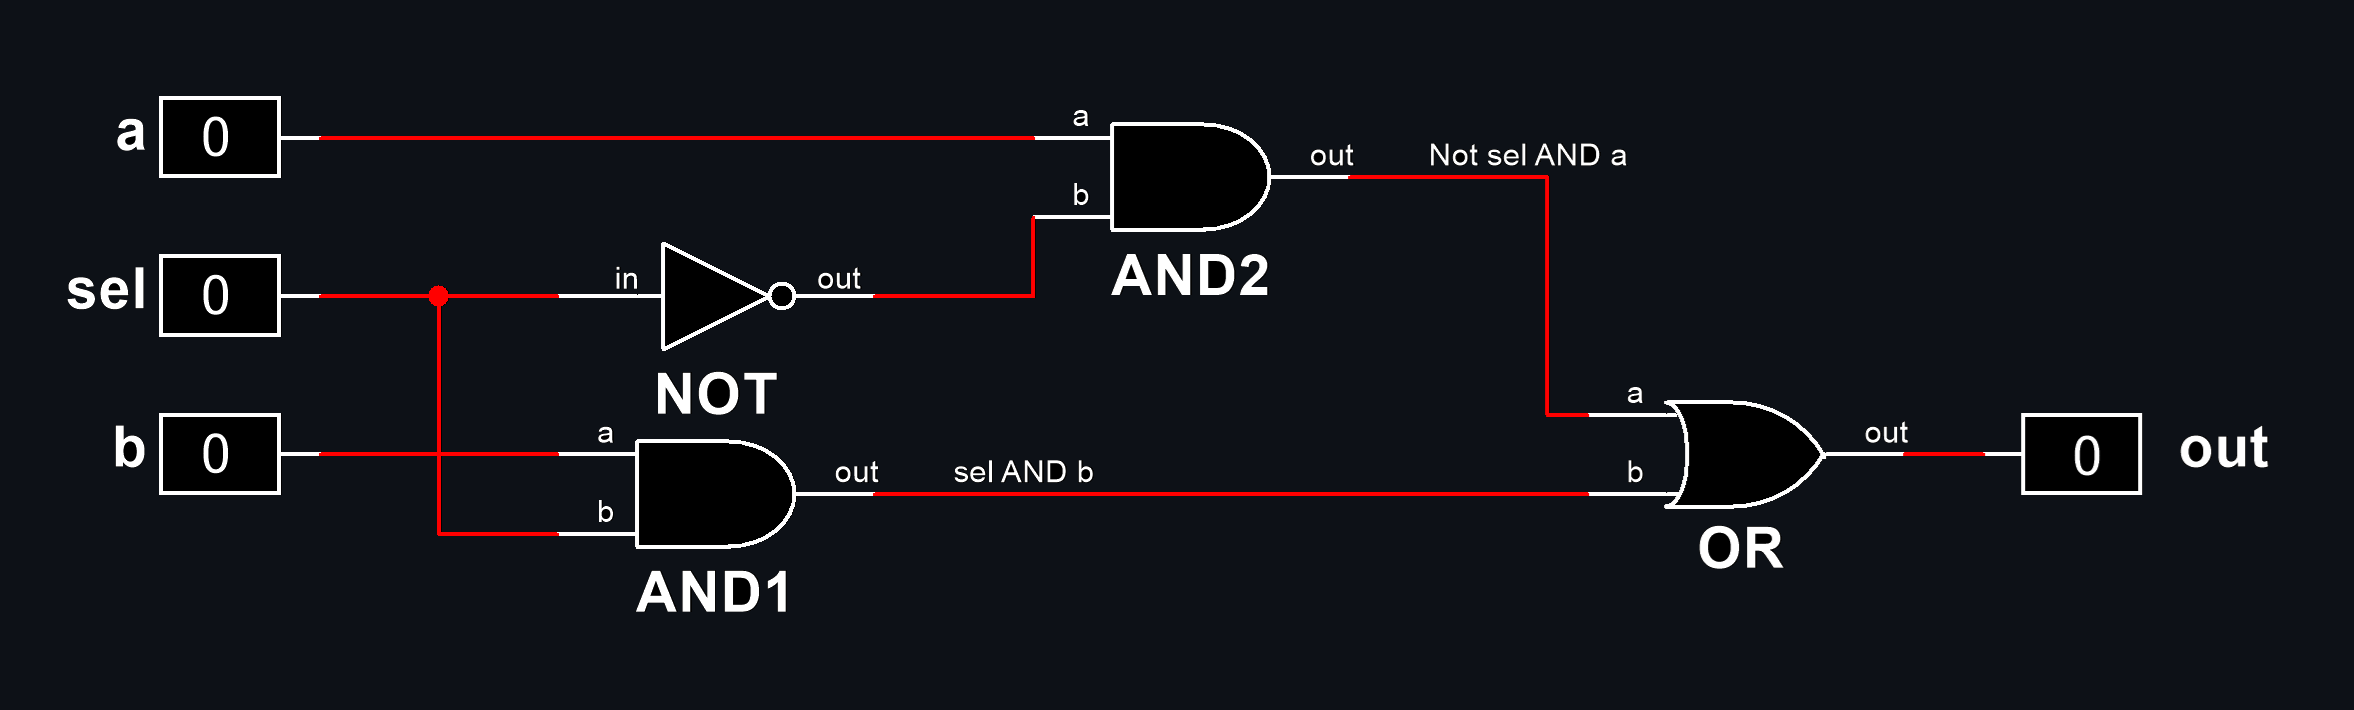 a 0
a
b
out
Not sel AND a
AND2
sel 0
in
out
NOT
b 0
a
b
out
sel AND b
AND1
a
b
out
OR
0 out